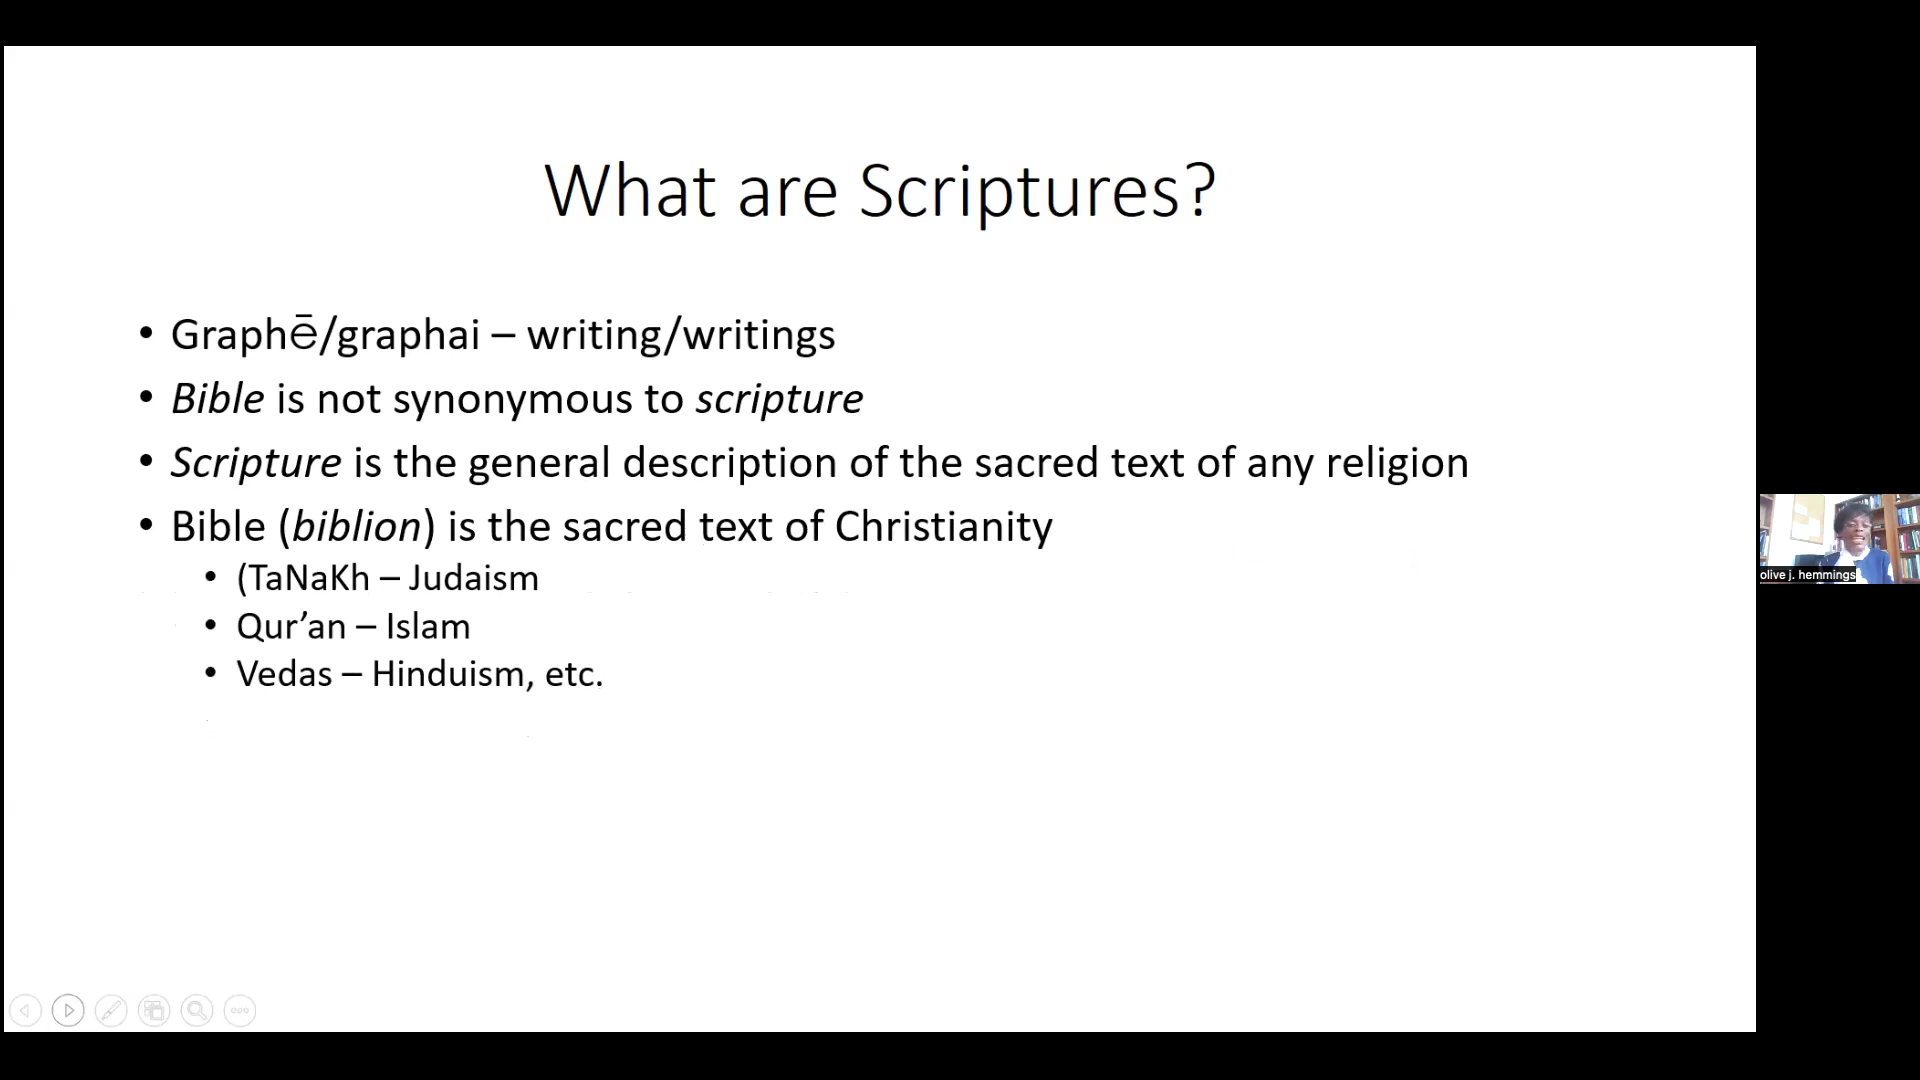 What are Scriptures?
• Graphē/graphai – writing/writings
• Bible is not synonymous to scripture
• Scripture is the general description of the sacred text of any religion
• Bible (biblion) is the sacred text of Christianity
• (TaNaKh – Judaism
• Qur’an – Islam
• Vedas – Hinduism, etc.
olive j. hemmings